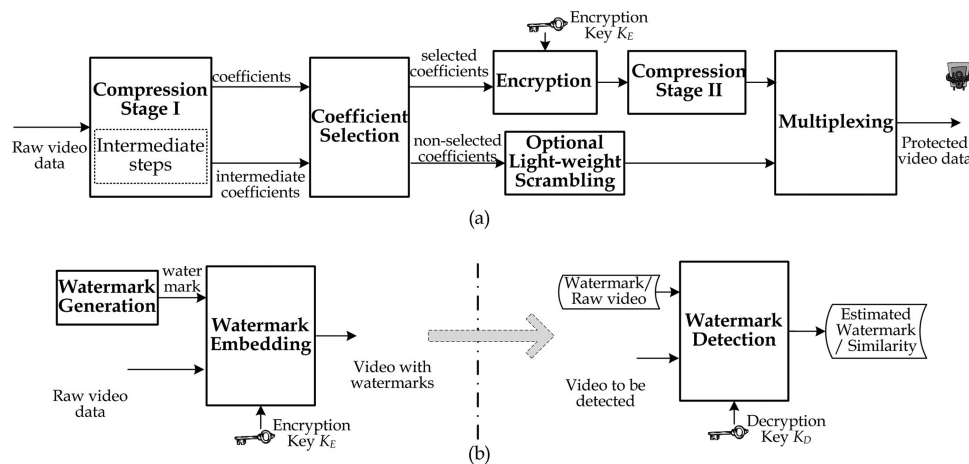 (a)
Raw video
data
Compression
Stage I
Intermediate
steps
coefficients
intermediate
coefficients
Coefficient
Selection
selected
coefficients
non-selected
coefficients
Encryption
Key KE
Encryption
Compression
Stage II
Optional
Light-weight
Scrambling
Multiplexing
Protected
video data
(a)
Watermark
Generation
water
mark
Raw video
data
Watermark
Embedding
Encryption
Key KE
Video with
watermarks
Watermark/
Raw video
Video to be
detected
Watermark
Detection
Decryption
Key KD
Estimated
Watermark
/ Similarity
(b)